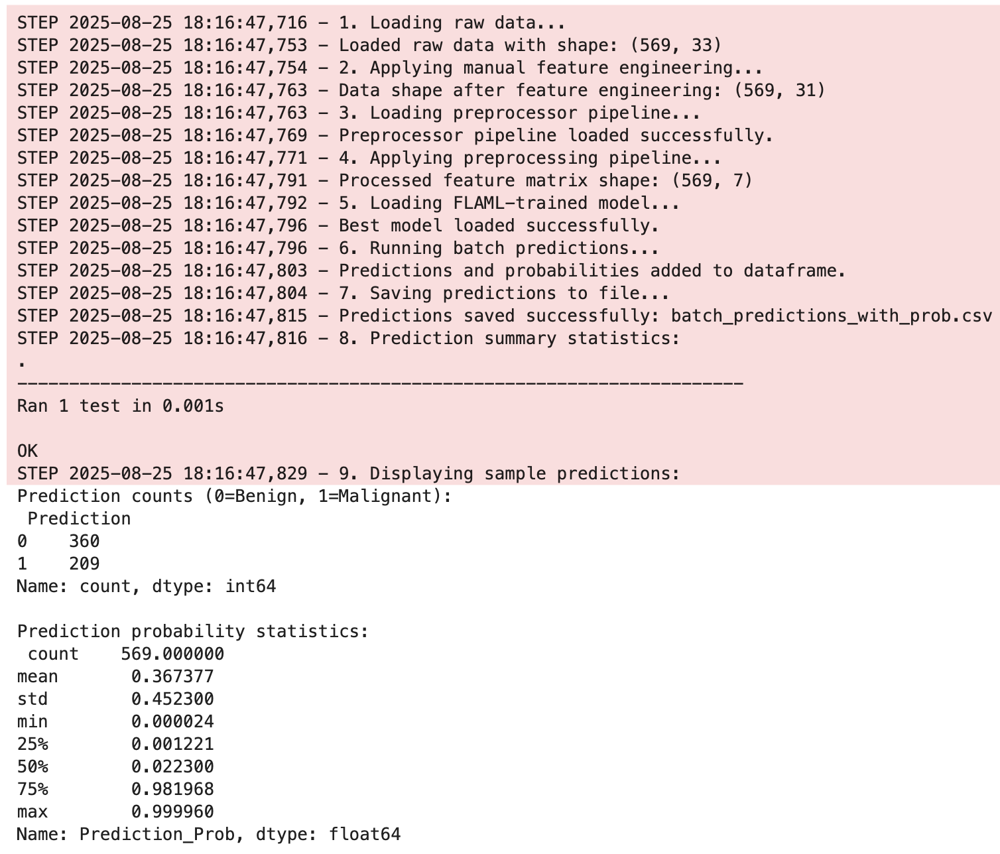 STEP 2025-08-25 18:16:47,716 - 1. Loading raw data...
STEP 2025-08-25 18:16:47,753 - Loaded raw data with shape: (569, 33)
STEP 2025-08-25 18:16:47,754 - 2. Applying manual feature engineering...
STEP 2025-08-25 18:16:47,763 - Data shape after feature engineering: (569, 31)
STEP 2025-08-25 18:16:47,763 - 3. Loading preprocessor pipeline...
STEP 2025-08-25 18:16:47,769 - Preprocessor pipeline loaded successfully.
STEP 2025-08-25 18:16:47,771 - 4. Applying preprocessing pipeline...
STEP 2025-08-25 18:16:47,791 - Processed feature matrix shape: (569, 7)
STEP 2025-08-25 18:16:47,792 - 5. Loading FLAML-trained model...
STEP 2025-08-25 18:16:47,796 - Best model loaded successfully.
STEP 2025-08-25 18:16:47,796 - 6. Running batch predictions...
STEP 2025-08-25 18:16:47,803 - Predictions and probabilities added to dataframe.
STEP 2025-08-25 18:16:47,804 - 7. Saving predictions to file...
STEP 2025-08-25 18:16:47,815 - Predictions saved successfully: batch_predictions_with_prob.csv
STEP 2025-08-25 18:16:47,816 - 8. Prediction summary statistics:
.
----------------------------------------------------------------------
Ran 1 test in 0.001s

OK
STEP 2025-08-25 18:16:47,829 - 9. Displaying sample predictions:
Prediction counts (0=Benign, 1=Malignant):
 Prediction
0    360
1    209
Name: count, dtype: int64

Prediction probability statistics:
 count    569.000000
mean       0.367377
std        0.452300
min        0.000024
25%        0.001221
50%        0.022300
75%        0.981968
max        0.999960
Name: Prediction_Prob, dtype: float64